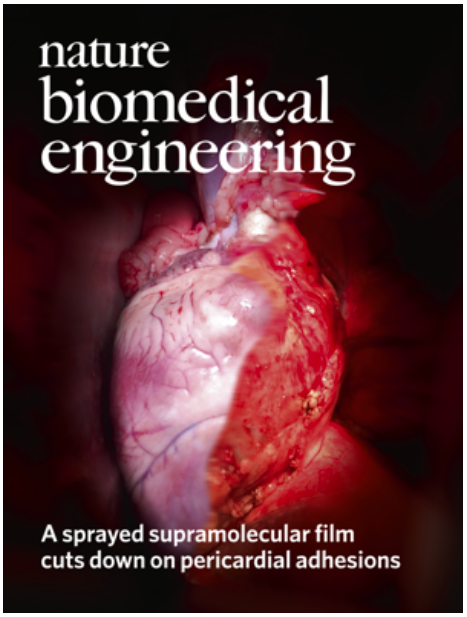 nature
biomedical
engineering
A sprayed supramolecular film
cuts down on pericardial adhesions